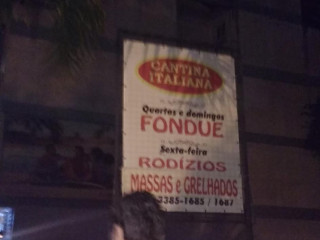 CANTINA
ITALIANA
Quartas e domingos
FONDUE
Sexta-feira
RODÍZIOS
MASSAS e GRELHADOS
3385-1685 / 1687